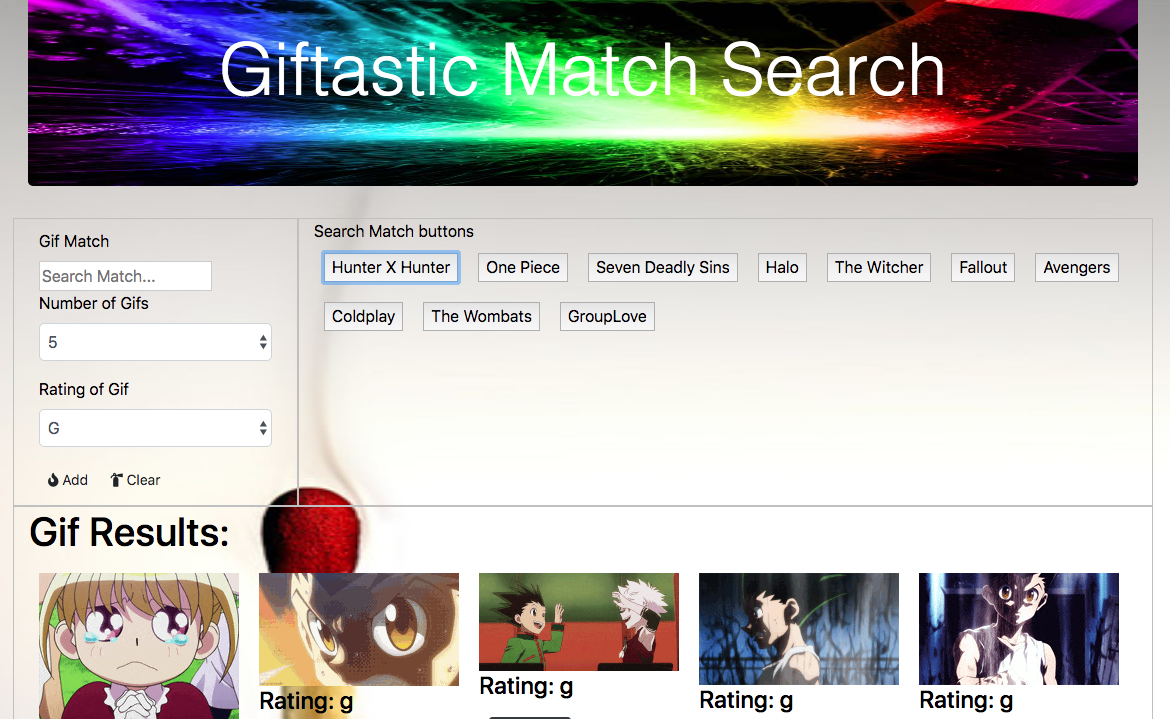 Giftastic Match Search
Gif Match
Search Match...
Number of Gifs
5
Rating of Gif
G
Add Clear
Search Match buttons
Hunter X Hunter One Piece Seven Deadly Sins Halo The Witcher Fallout Avengers
Coldplay The Wombats GroupLove
Gif Results:
Rating: g
Rating: g
Rating: g
Rating: g